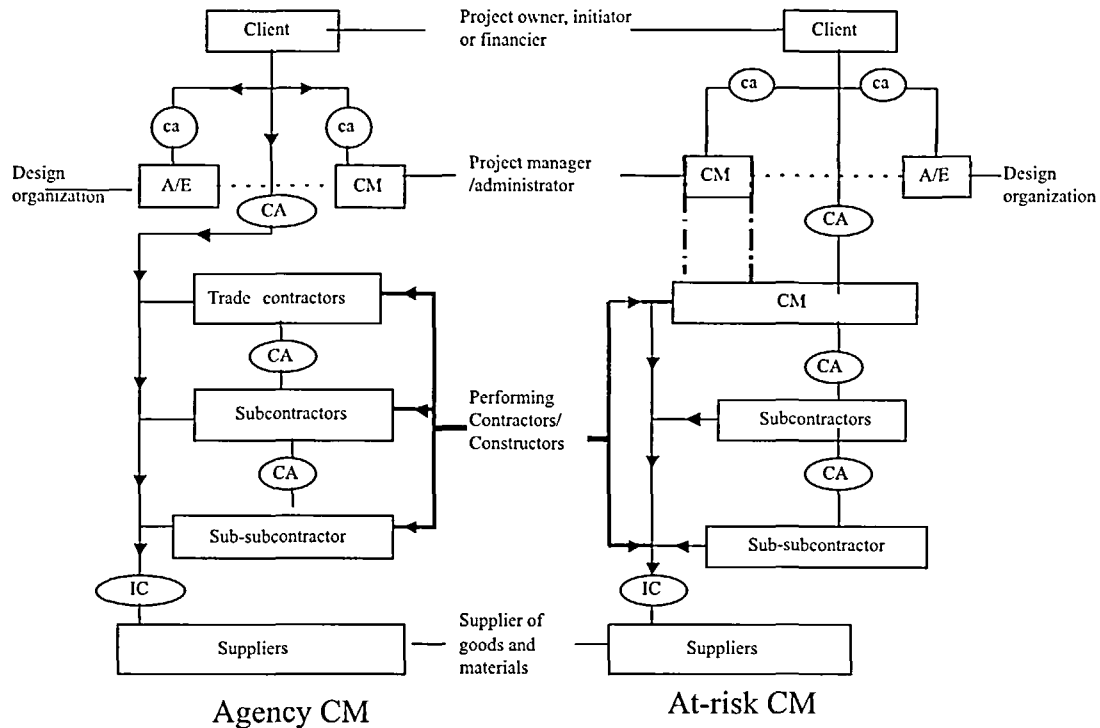 Client
Project owner, initiator
or financier
Client
ca
ca
ca
ca
Design
organization
A/E
CM
Project manager
/administrator
CM
A/E
Design
organization
CA
CA
Trade contractors
CM
CA
CA
Subcontractors
Performing
Contractors/
Constructors
Subcontractors
CA
CA
Sub-subcontractor
Sub-subcontractor
IC
IC
Suppliers
Supplier of
goods and
materials
Suppliers
Agency CM
At-risk CM